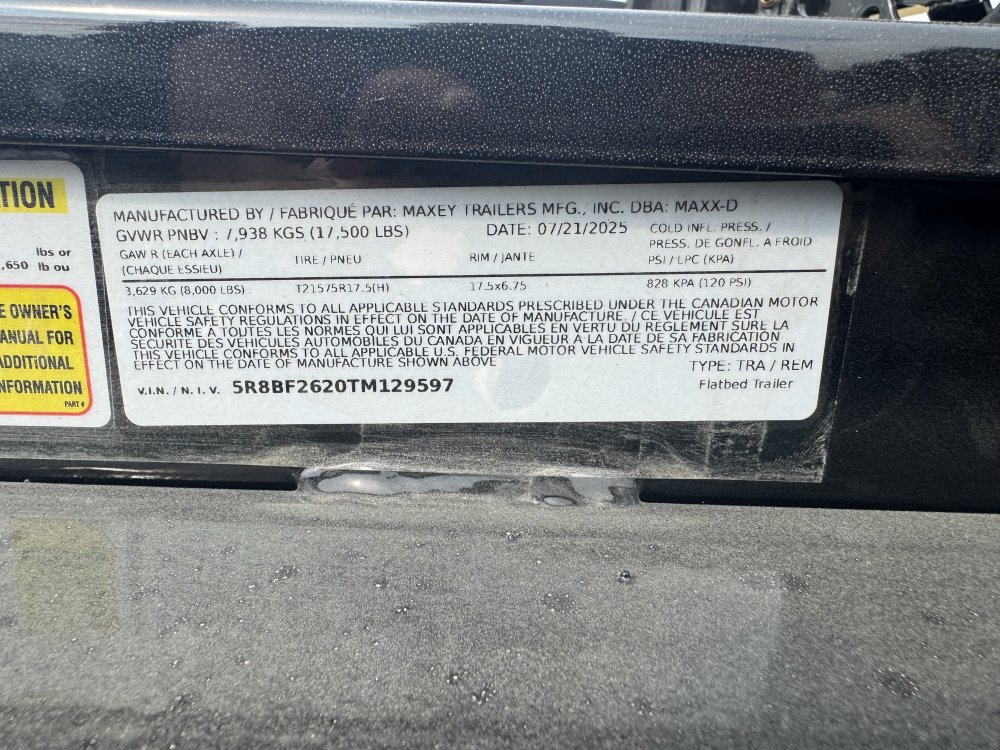 TION
lbs or
,650 lb ou
E OWNER'S
ANUAL FOR
ADDITIONAL
NFORMATION
PART #
MANUFACTURED BY / FABRIQUÉ PAR: MAXEY TRAILERS MFG., INC. DBA: MAXX-D
GVWR PNBV : 7,938 KGS (17,500 LBS) DATE: 07/21/2025 COLD INFL. PRESS. /
PRESS. DE GONFL. A FROID
GAW R (EACH AXLE) / TIRE / PNEU RIM / JANTE PSI / LPC (KPA)
(CHAQUE ESSIEU)
3,629 KG (8,000 LBS) T21575R17.5(H) 17.5x6.75 828 KPA (120 PSI)
THIS VEHICLE CONFORMS TO ALL APPLICABLE STANDARDS PRESCRIBED UNDER THE CANADIAN MOTOR
VEHICLE SAFETY REGULATIONS IN EFFECT ON THE DATE OF MANUFACTURE. / CE VEHICULE EST
CONFORME A TOUTES LES NORMES QUI LUI SONT APPLICABLES EN VERTU DU REGLEMENT SURE LA
SECURITE DES VEHICULES AUTOMOBILES DU CANADA EN VIGUEUR A LA DATE DE SA FABRICATION
THIS VEHICLE CONFORMS TO ALL APPLICABLE U.S. FEDERAL MOTOR VEHICLE SAFETY STANDARDS IN
EFFECT ON THE DATE OF MANUFACTURE SHOWN ABOVE
TYPE: TRA / REM
V.I.N. / N. I. V. 5R8BF2620TM129597 Flatbed Trailer